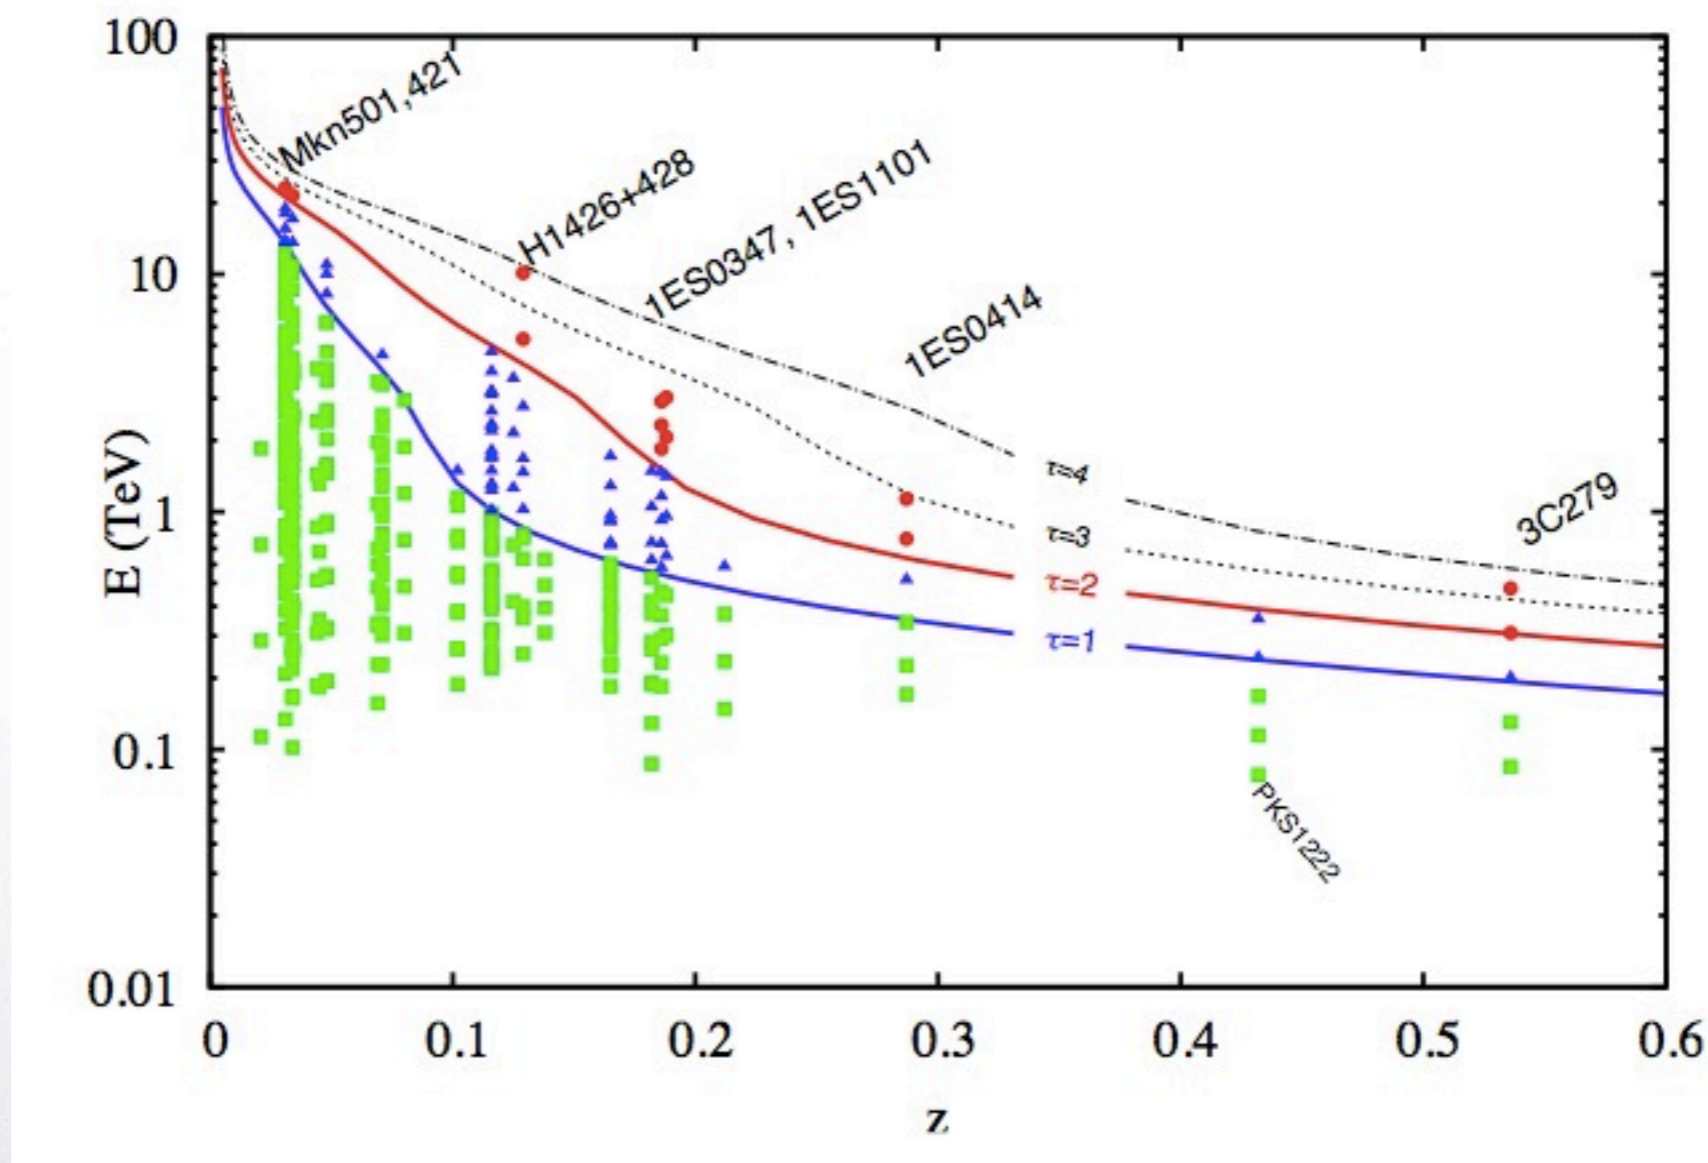 100
10
1
0.1
0.01
E (TeV)
Mkn501,421
H1426+428
1ES0347, 1ES1101
1ES0414
3C279
τ=4
τ=3
τ=2
τ=1
PKS1222
0 0.1 0.2 0.3 0.4 0.5 0.6
z